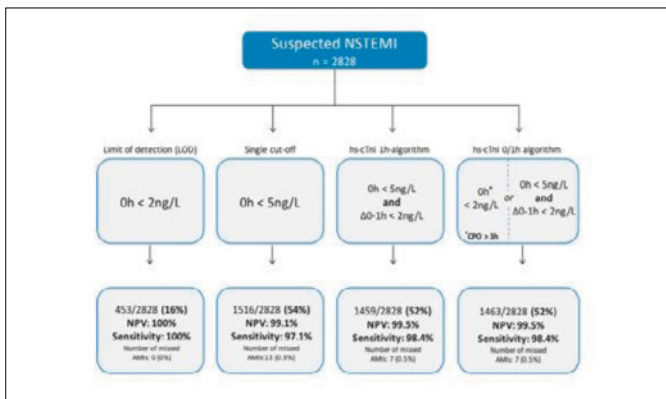 Suspected NSTEMI
n = 2828
Limit of detection (LOD)
Single cut-off
hs-cTnI 1h-algorithm
hs-cTnI 0/1h algorithm
0h < 2ng/L
0h < 5ng/L
0h < 5ng/L
and
Δ0-1h < 2ng/L
0h*
< 2ng/L
or
0h < 5ng/L
and
Δ0-1h < 2ng/L
*CPO > 3h
453/2828 (16%)
NPV: 100%
Sensitivity: 100%
Number of missed
AMIs: 0 (0%)
1516/2828 (54%)
NPV: 99.1%
Sensitivity: 97.1%
Number of missed
AMIs: 13 (0.9%)
1459/2828 (52%)
NPV: 99.5%
Sensitivity: 98.4%
Number of missed
AMIs: 7 (0.5%)
1463/2828 (52%)
NPV: 99.5%
Sensitivity: 98.4%
Number of missed
AMIs: 7 (0.5%)